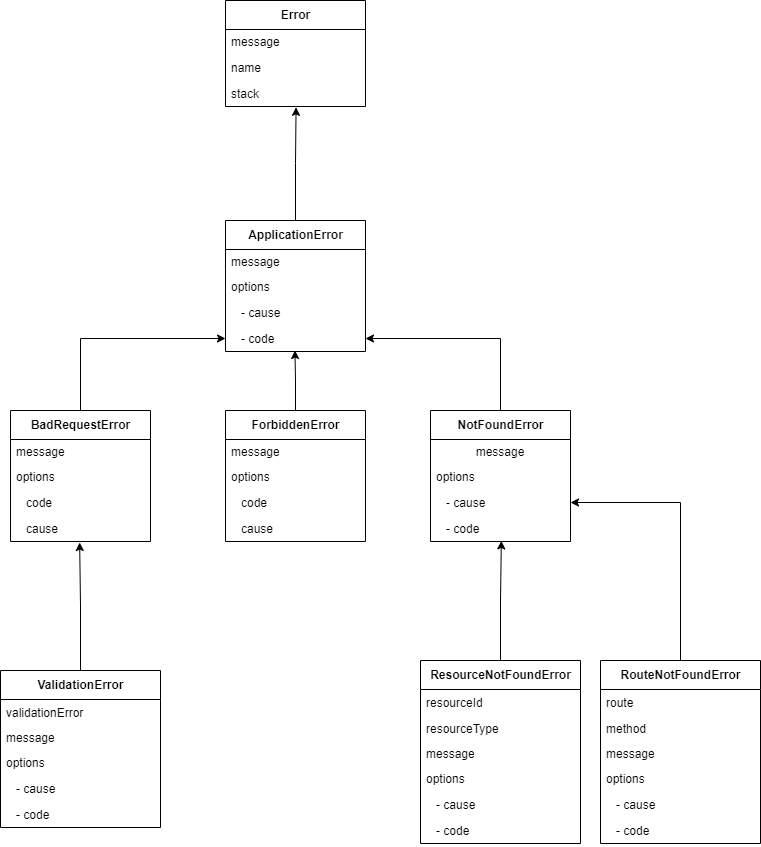 Error
message
name
stack
ApplicationError
message
options
- cause
- code
BadRequestError
message
options
code
cause
ForbiddenError
message
options
code
cause
NotFoundError
message
options
- cause
- code
ValidationError
validationError
message
options
- cause
- code
ResourceNotFoundError
resourceId
resourceType
message
options
- cause
- code
RouteNotFoundError
route
method
message
options
- cause
- code